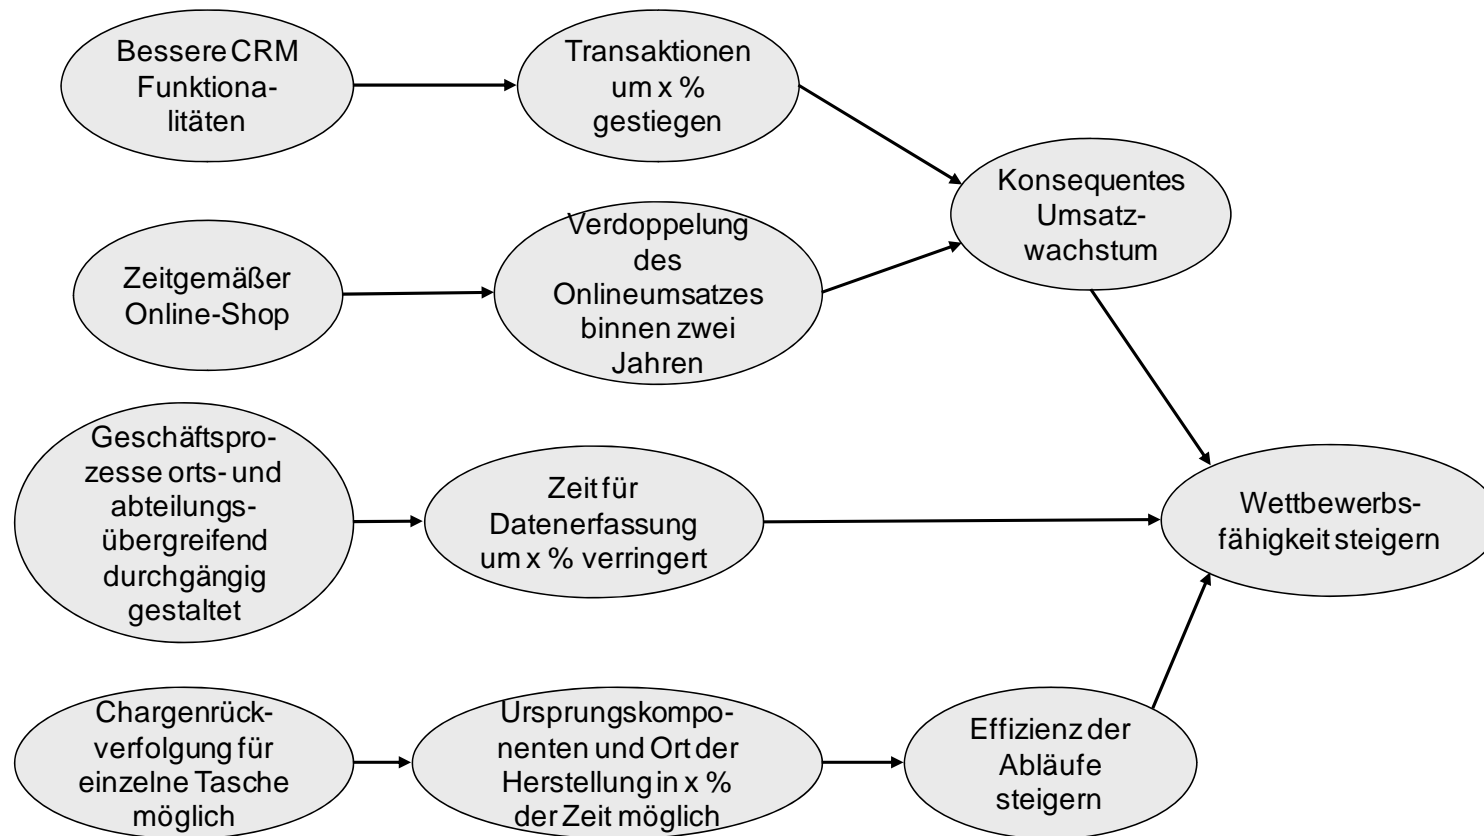 Bessere CRM
Funktiona-
litäten
Transaktionen
um x %
gestiegen
Konsequentes
Umsatz-
wachstum
Zeitgemäßer
Online-Shop
Verdoppelung
des
Onlineumsatzes
binnen zwei
Jahren
Geschäftspro-
zesse orts- und
abteilungs-
übergreifend
durchgängig
gestaltet
Zeit für
Datenerfassung
um x % verringert
Wettbewerbs-
fähigkeit steigern
Chargenrück-
verfolgung für
einzelne Tasche
möglich
Ursprungskompo-
nenten und Ort der
Herstellung in x %
der Zeit möglich
Effizienz der
Abläufe
steigern